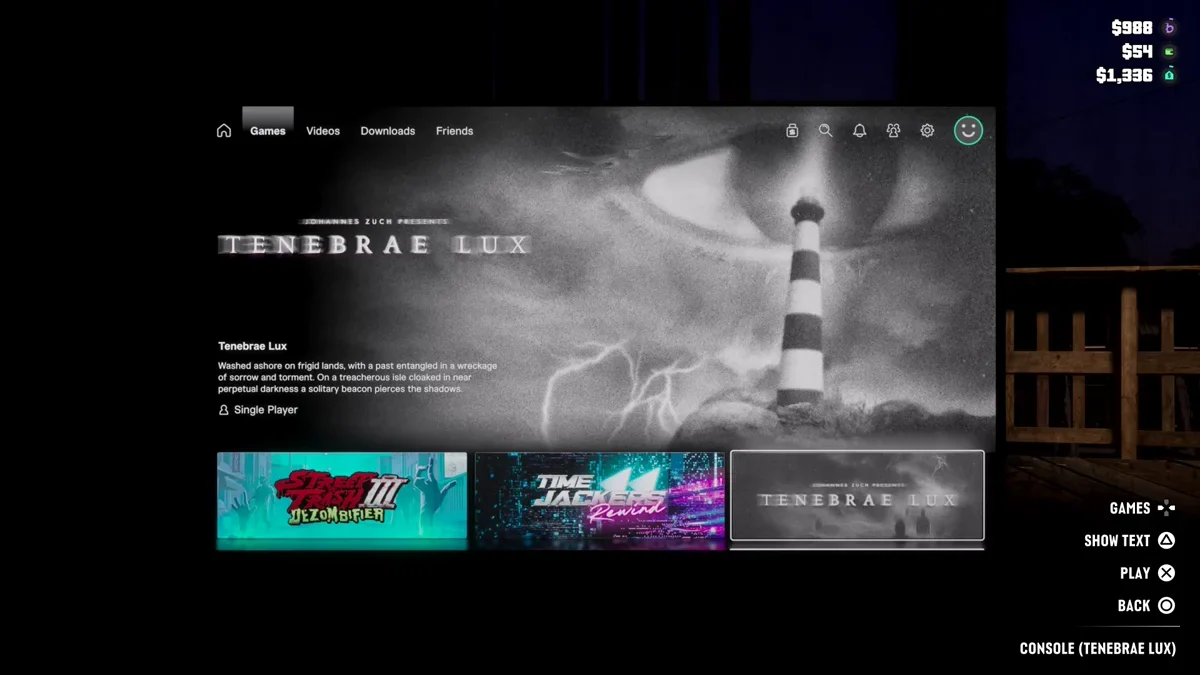 $988
$54
$1,336
Games Videos Downloads Friends
JOHANNES ZUCH PRESENTS
TENEBRAE LUX
Tenebrae Lux
Washed ashore on frigid lands, with a past entangled in a wreckage
of sorrow and torment. On a treacherous isle cloaked in near
perpetual darkness a solitary beacon pierces the shadows.
Single Player
STREET
TRASH III
DEZOMBIFIER
TIME
JACKERS
Rewind
JOHANNES ZUCH PRESENTS
TENEBRAE LUX
GAMES
SHOW TEXT
PLAY
BACK
CONSOLE (TENEBRAE LUX)